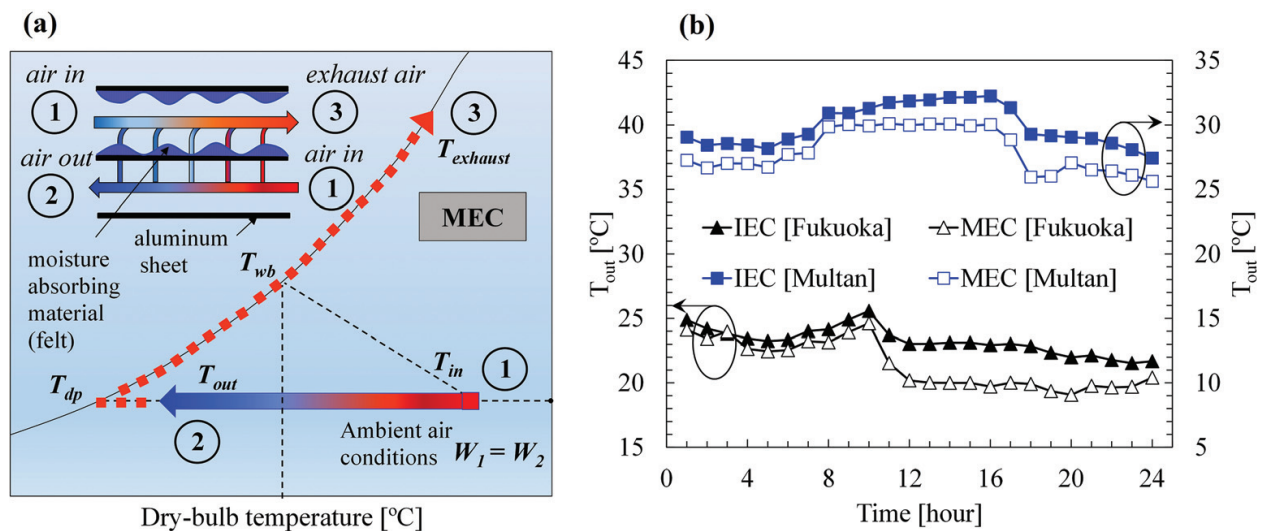 (a)
air in
exhaust air
1
3
3
T_exhaust
air out
air in
2
1
MEC
moisture
absorbing
material
(felt)
aluminum
sheet
T_wb
T_dp
T_out
T_in
1
2
Ambient air
conditions
W_1 = W_2
Dry-bulb temperature [ºC]
(b)
45
40
35
30
25
20
15
T_out [ºC]
35
30
25
20
15
10
5
T_out [ºC]
IEC [Fukuoka]
MEC [Fukuoka]
IEC [Multan]
MEC [Multan]
0 4 8 12 16 20 24
Time [hour]